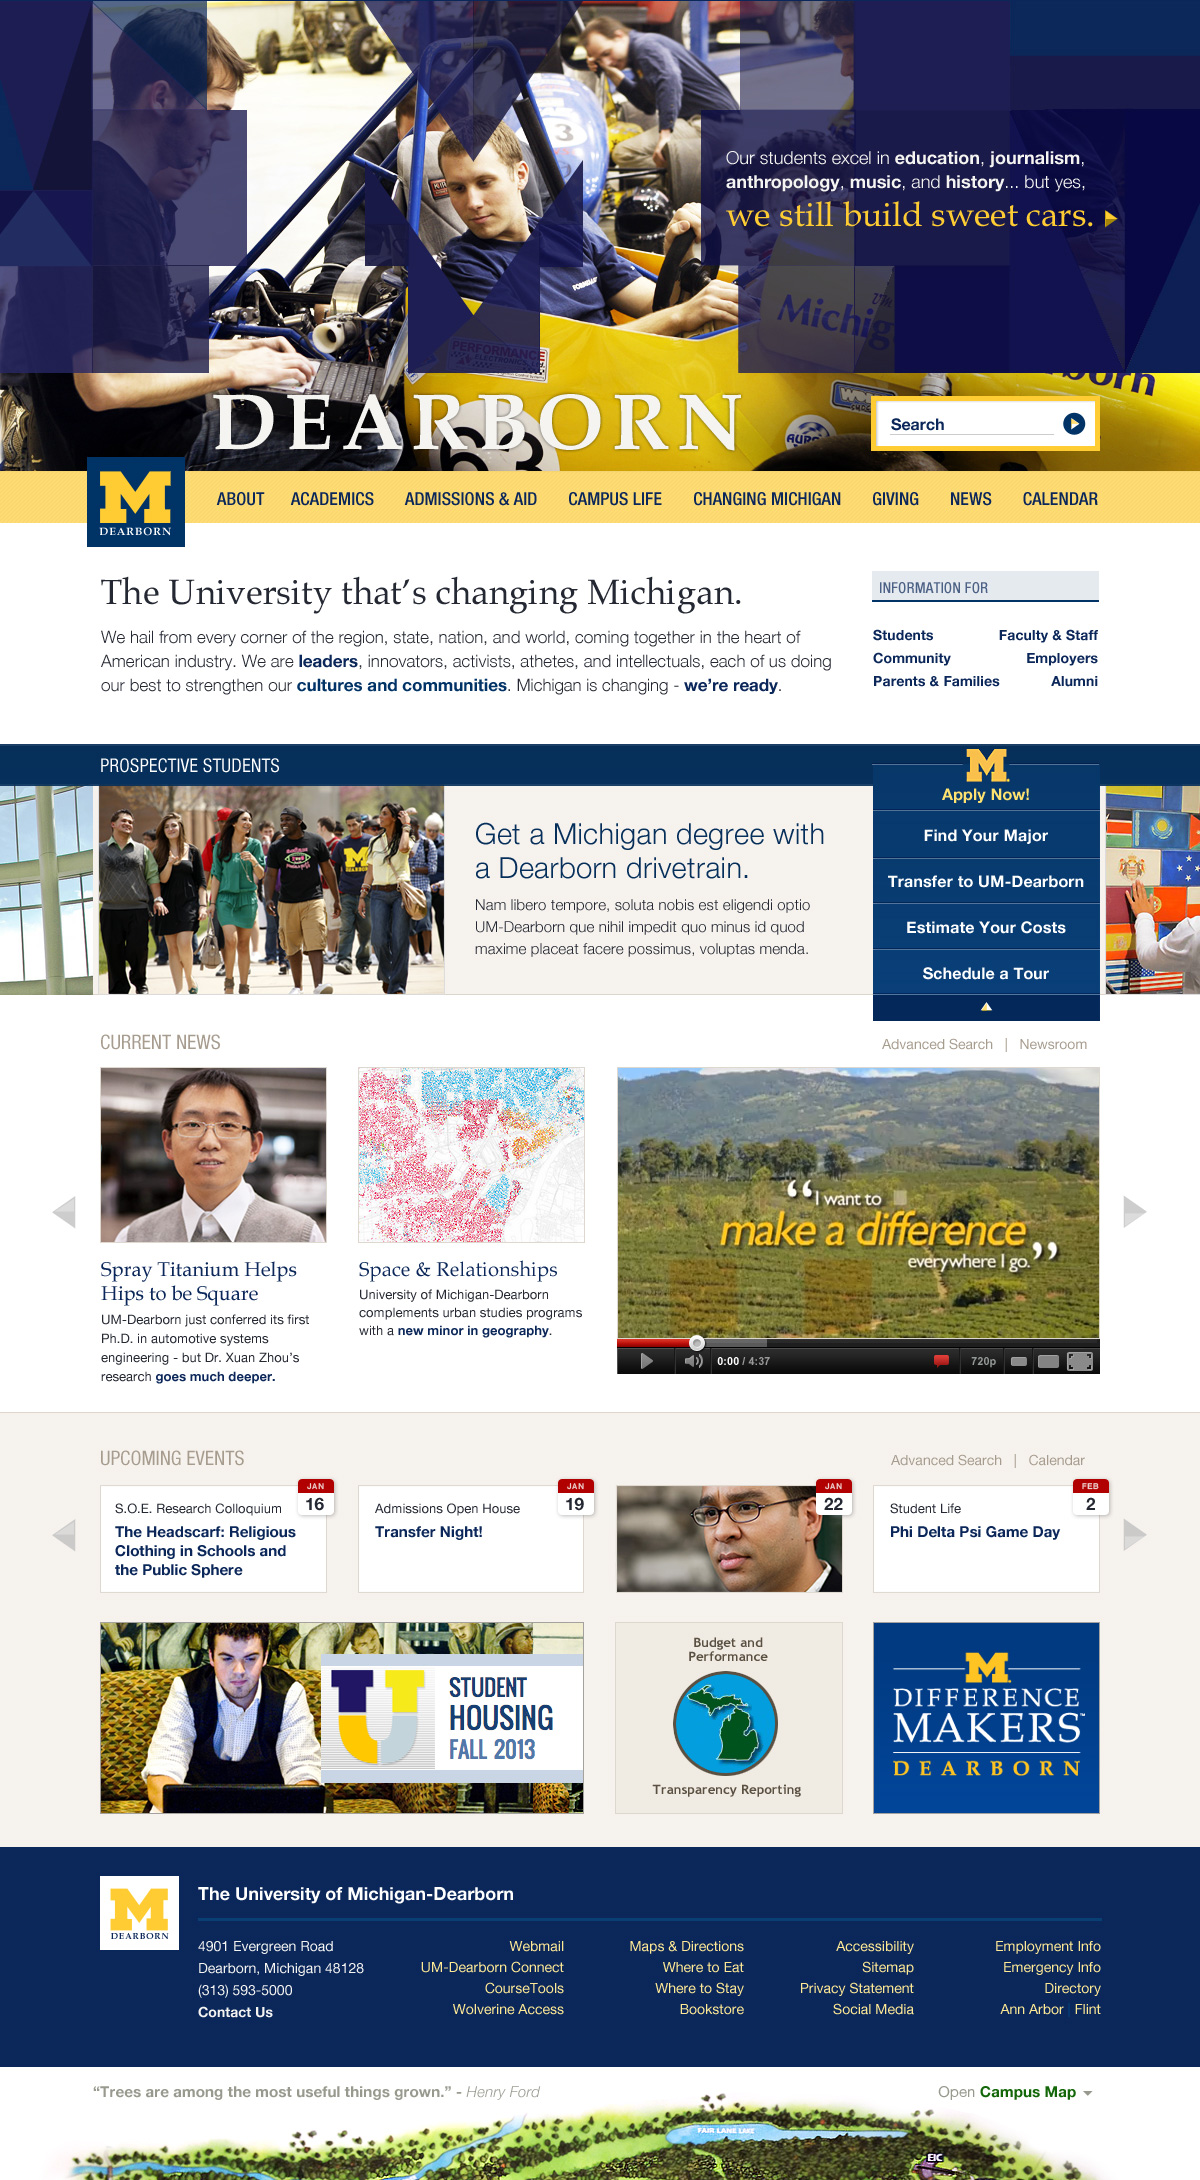 Our students excel in education, journalism,
anthropology, music, and history... but yes,
we still build sweet cars.
3
PERFORMANCE
ELECTRONICS
Michig
DEARBORN
63
Search
M
DEARBORN
ABOUT ACADEMICS ADMISSIONS & AID CAMPUS LIFE CHANGING MICHIGAN GIVING NEWS CALENDAR
The University that’s changing Michigan.
We hail from every corner of the region, state, nation, and world, coming together in the heart of
American industry. We are leaders, innovators, activists, athetes, and intellectuals, each of us doing
our best to strengthen our cultures and communities. Michigan is changing - we’re ready.
INFORMATION FOR
Students Faculty & Staff
Community Employers
Parents & Families Alumni
PROSPECTIVE STUDENTS
M
Apply Now!
Find Your Major
Transfer to UM-Dearborn
Estimate Your Costs
Schedule a Tour
M
DEARBORN
Get a Michigan degree with
a Dearborn drivetrain.
Nam libero tempore, soluta nobis est eligendi optio
UM-Dearborn que nihil impedit quo minus id quod
maxime placeat facere possimus, voluptas menda.
CURRENT NEWS
Advanced Search | Newsroom
Spray Titanium Helps
Hips to be Square
UM-Dearborn just conferred its first
Ph.D. in automotive systems
engineering - but Dr. Xuan Zhou’s
research goes much deeper.
Space & Relationships
University of Michigan-Dearborn
complements urban studies programs
with a new minor in geography.
“I want to
make a difference
everywhere I go.”
0:00 / 4:37
720p
UPCOMING EVENTS
Advanced Search | Calendar
JAN
16
S.O.E. Research Colloquium
The Headscarf: Religious
Clothing in Schools and
the Public Sphere
JAN
19
Admissions Open House
Transfer Night!
JAN
22
FEB
2
Student Life
Phi Delta Psi Game Day
U
STUDENT
HOUSING
FALL 2013
Budget and
Performance
Transparency Reporting
M
DIFFERENCE
MAKERS™
DEARBORN
M
DEARBORN
The University of Michigan-Dearborn
4901 Evergreen Road
Dearborn, Michigan 48128
(313) 593-5000
Contact Us
Webmail
UM-Dearborn Connect
CourseTools
Wolverine Access
Maps & Directions
Where to Eat
Where to Stay
Bookstore
Accessibility
Sitemap
Privacy Statement
Social Media
Employment Info
Emergency Info
Directory
Ann Arbor | Flint
“Trees are among the most useful things grown.” - Henry Ford
Open Campus Map
FAIR LANE LAKE
EIC